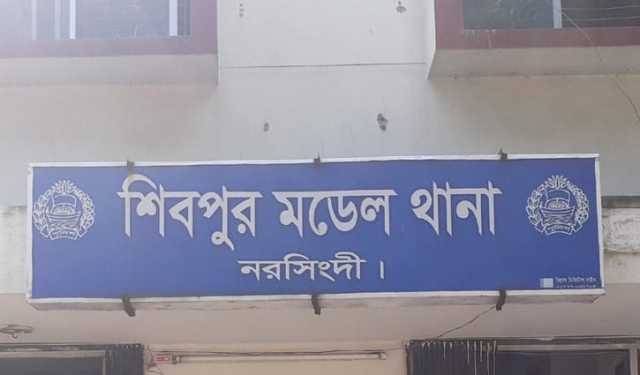 শিবপুর মডেল থানা
নরসিংদী ।